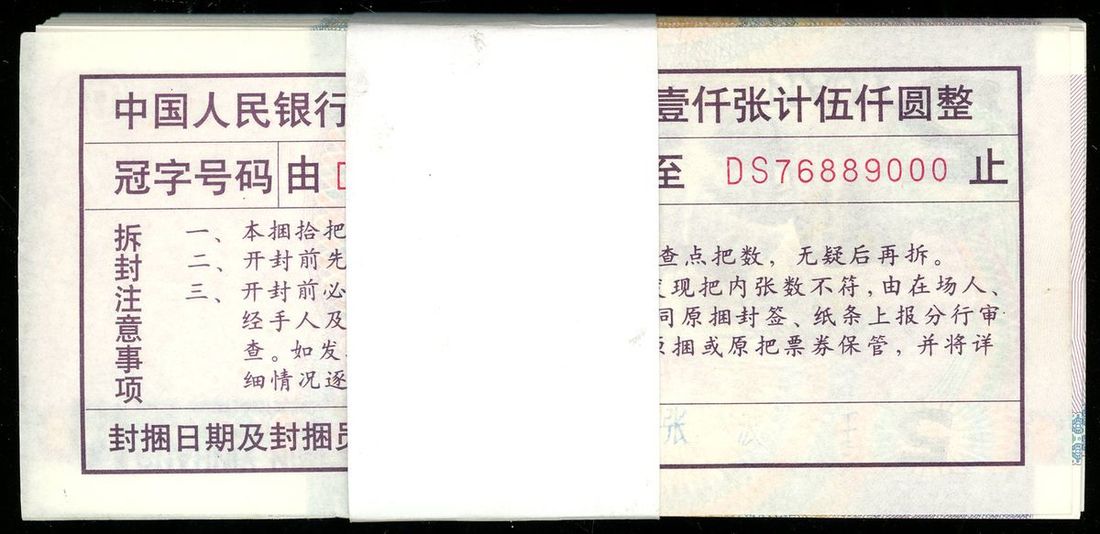 中国人民银行 壹仟张计伍仟圆整
冠字号码 由 D 至 DS76889000 止
拆封注意事项
一、本捆拾把 查点把数，无疑后再拆。
二、开封前先
三、开封前必 现把内张数不符，由在场人、
经手人及 同原捆封签、纸条上报分行审
查。如发 原捆或原把票券保管，并将详
细情况逐
封捆日期及封捆员 张 王